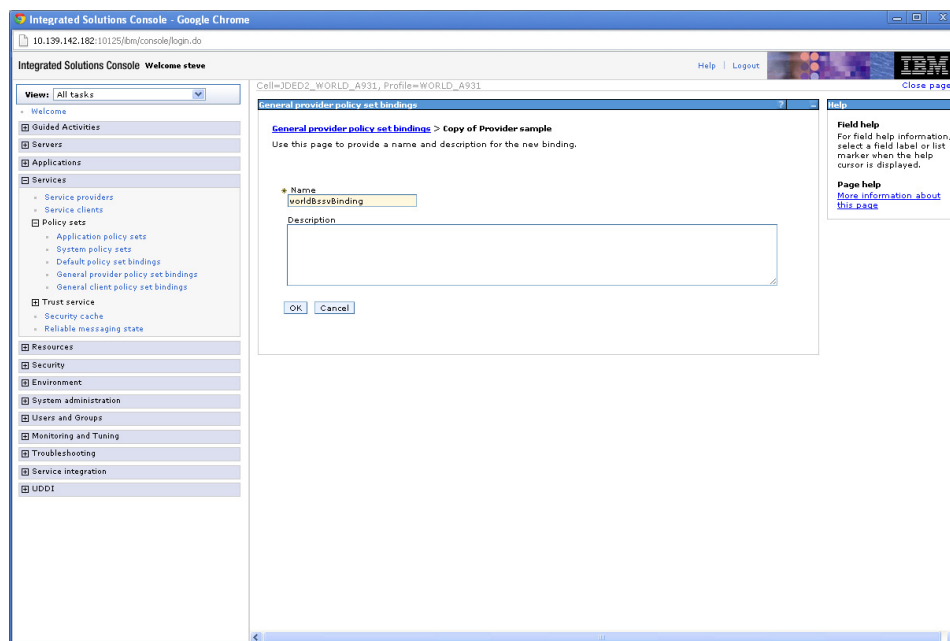 Integrated Solutions Console - Google Chrome
10.139.142.182:10125/ibm/console/login.do
Integrated Solutions Console Welcome steve
Help | Logout
IBM
View: All tasks
Cell=JDED2_WORLD_A931, Profile=WORLD_A931
Close page
Welcome
Guided Activities
Servers
Applications
Services
Service providers
Service clients
Policy sets
Application policy sets
System policy sets
Default policy set bindings
General provider policy set bindings
General client policy set bindings
Trust service
Security cache
Reliable messaging state
Resources
Security
Environment
System administration
Users and Groups
Monitoring and Tuning
Troubleshooting
Service integration
UDDI
General provider policy set bindings ? –
General provider policy set bindings > Copy of Provider sample
Use this page to provide a name and description for the new binding.
* Name
worldBssvBinding
Description
OK Cancel
Help
Field help
For field help information,
select a field label or list
marker when the help
cursor is displayed.
Page help
More information about
this page